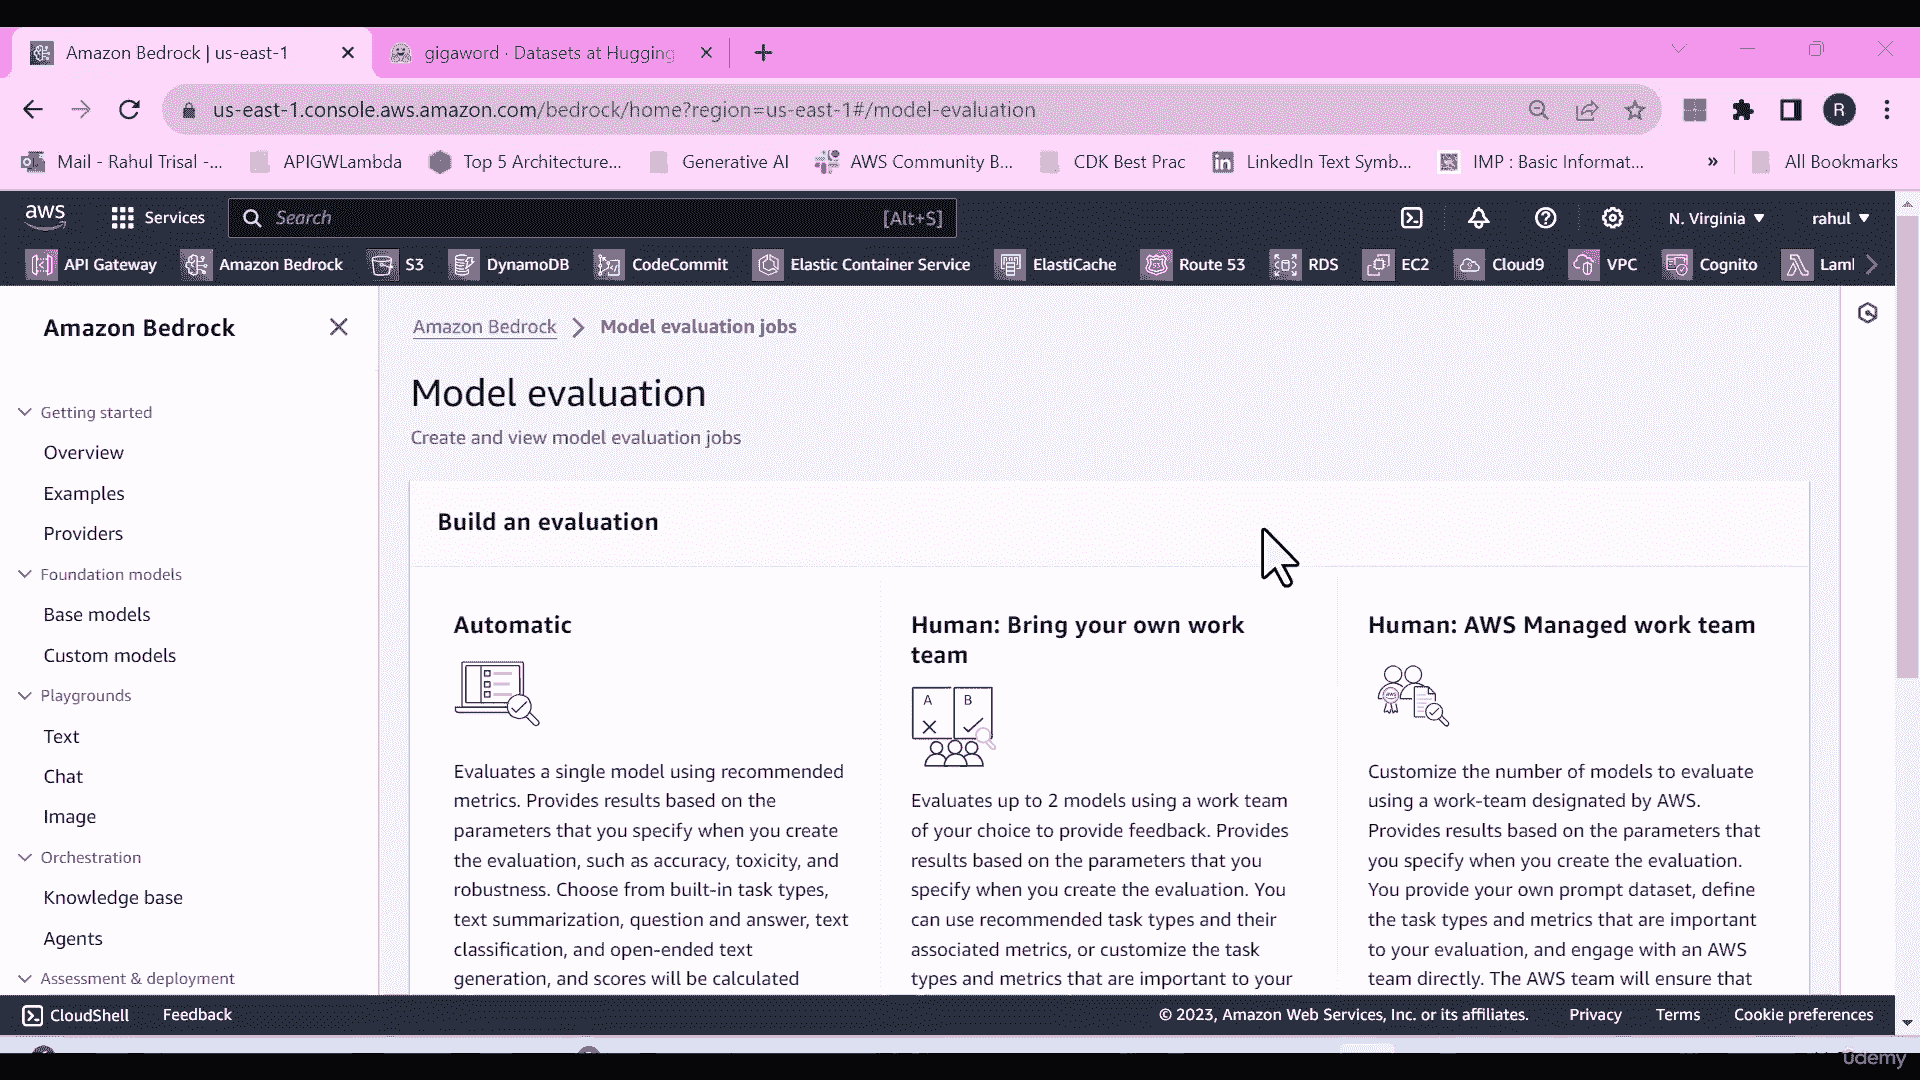 Amazon Bedrock | us-east-1
gigaword · Datasets at Hugging
us-east-1.console.aws.amazon.com/bedrock/home?region=us-east-1#/model-evaluation
R
Mail - Rahul Trisal -...
APIGWLambda
Top 5 Architecture...
Generative AI
AWS Community B...
CDK Best Prac
LinkedIn Text Symb...
IMP : Basic Informat...
»
All Bookmarks
aws
Services
Search
[Alt+S]
N. Virginia
rahul
API Gateway
Amazon Bedrock
S3
DynamoDB
CodeCommit
Elastic Container Service
ElastiCache
Route 53
RDS
EC2
Cloud9
VPC
Cognito
Laml
Amazon Bedrock
Getting started
Overview
Examples
Providers
Foundation models
Base models
Custom models
Playgrounds
Text
Chat
Image
Orchestration
Knowledge base
Agents
Assessment & deployment
Amazon Bedrock
Model evaluation jobs
Model evaluation
Create and view model evaluation jobs
Build an evaluation
Automatic
Evaluates a single model using recommended
metrics. Provides results based on the
parameters that you specify when you create
the evaluation, such as accuracy, toxicity, and
robustness. Choose from built-in task types,
text summarization, question and answer, text
classification, and open-ended text
generation, and scores will be calculated
Human: Bring your own work
team
A B
Evaluates up to 2 models using a work team
of your choice to provide feedback. Provides
results based on the parameters that you
specify when you create the evaluation. You
can use recommended task types and their
associated metrics, or customize the task
types and metrics that are important to your
Human: AWS Managed work team
aws
Customize the number of models to evaluate
using a work-team designated by AWS.
Provides results based on the parameters that
you specify when you create the evaluation.
You provide your own prompt dataset, define
the task types and metrics that are important
to your evaluation, and engage with an AWS
team directly. The AWS team will ensure that
CloudShell
Feedback
© 2023, Amazon Web Services, Inc. or its affiliates.
Privacy
Terms
Cookie preferences
udemy